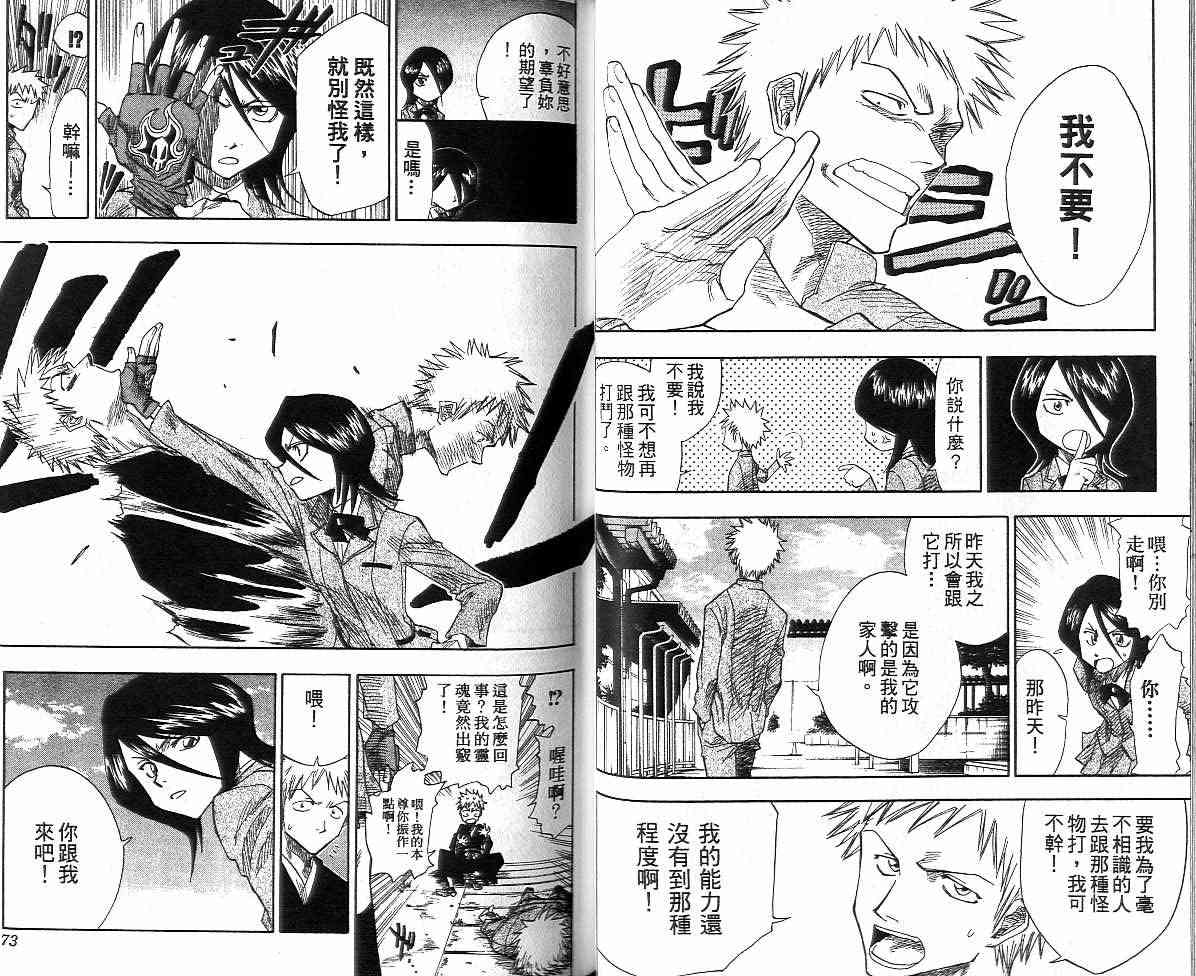 我不要！
你說什麼？
我說我
不要！
我可不想再
跟那種怪物
打鬥了。
喂…你別
走啊！
你……
那昨天！
昨天我之
所以會跟
它打…
是因為它攻
擊的是我的
家人啊。
要我為了毫
不相識的人
去跟那種怪
物打，我可
不幹！
我的能力還
沒有到那種
程度啊！
不好意思
，辜負妳
的期望了
！
是嗎…
既然這樣，
就別怪我了！
!?
幹嘛─…
!?
喔哇啊？
這是怎麼回
事？我的靈
魂竟然出竅
了！
喂！我的本
尊你振作一
點啊！
喂！
你跟我
來吧！
73